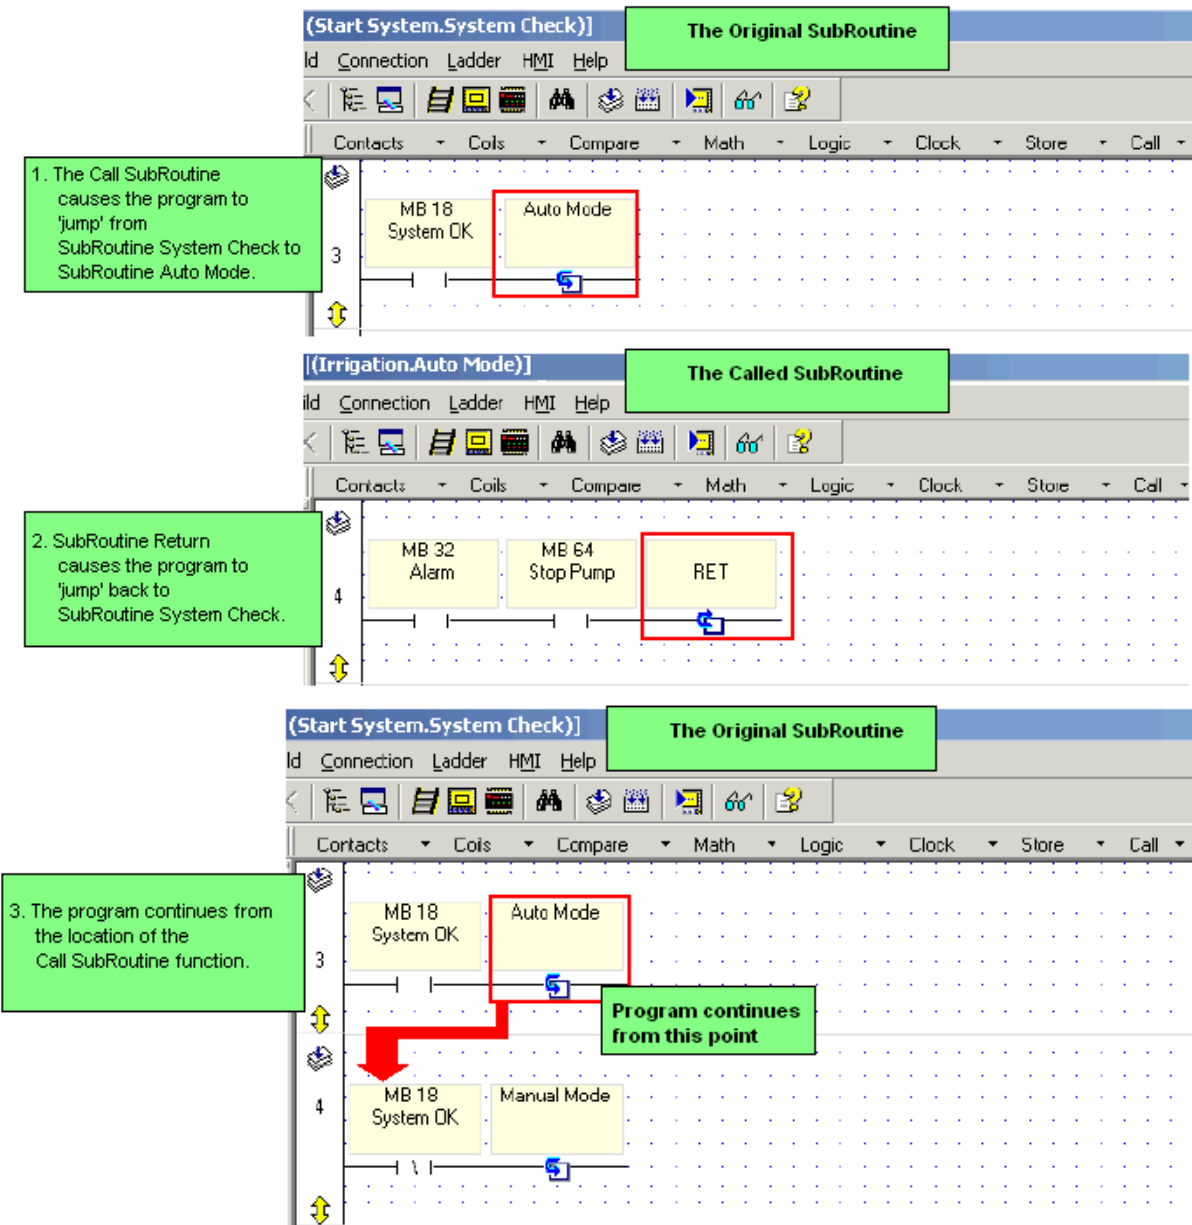 (Start System.System Check)]
The Original SubRoutine
ld Connection Ladder HMI Help
Contacts Coils Compare Math Logic Clock Store Call
1. The Call SubRoutine
causes the program to
'jump' from
SubRoutine System Check to
SubRoutine Auto Mode.
MB 18
System OK
Auto Mode
3
(Irrigation.Auto Mode)]
The Called SubRoutine
ild Connection Ladder HMI Help
Contacts Coils Compare Math Logic Clock Store Call
2. SubRoutine Return
causes the program to
'jump' back to
SubRoutine System Check.
MB 32
Alarm
MB 64
Stop Pump
RET
4
(Start System.System Check)]
The Original SubRoutine
ld Connection Ladder HMI Help
Contacts Coils Compare Math Logic Clock Store Call
3. The program continues from
the location of the
Call SubRoutine function.
MB 18
System OK
Auto Mode
3
Program continues
from this point
MB 18
System OK
Manual Mode
4